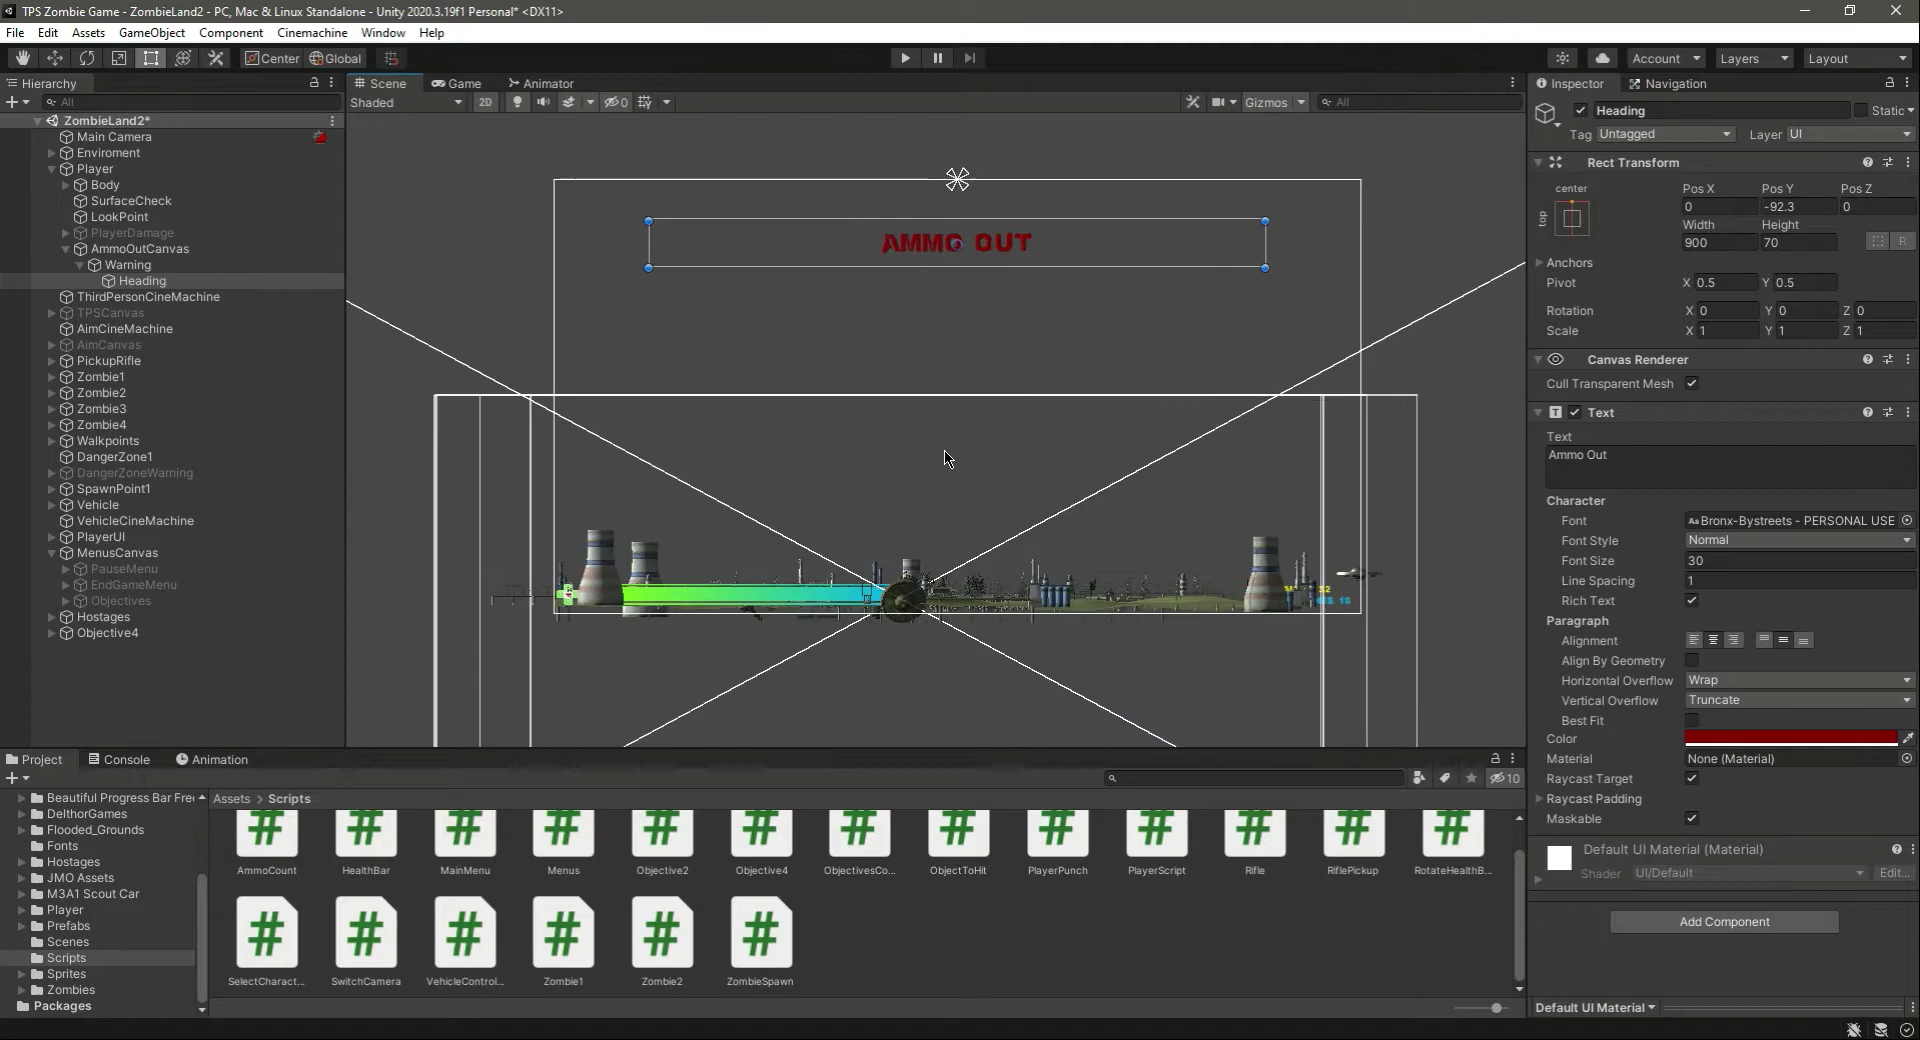 TPS Zombie Game - ZombieLand2 - PC, Mac & Linux Standalone - Unity 2020.3.19f1 Personal* <DX11>
File Edit Assets GameObject Component Cinemachine Window Help
Center Global Account Layers Layout
Hierarchy
All
ZombieLand2*
Main Camera
Enviroment
Player
Body
SurfaceCheck
LookPoint
PlayerDamage
AmmoOutCanvas
Warning
Heading
ThirdPersonCineMachine
TPSCanvas
AimCineMachine
AimCanvas
PickupRifle
Zombie1
Zombie2
Zombie3
Zombie4
Walkpoints
DangerZone1
DangerZoneWarning
SpawnPoint1
Vehicle
VehicleCineMachine
PlayerUI
MenusCanvas
PauseMenu
EndGameMenu
Objectives
Hostages
Objective4
Scene Game Animator
Shaded 2D 0 Gizmos All
AMMO OUT
Inspector Navigation
Heading Static
Tag Untagged Layer UI
Rect Transform
center
top
Pos X Pos Y Pos Z
0 -92.3 0
Width Height
900 70 R
Anchors
Pivot X 0.5 Y 0.5
Rotation X 0 Y 0 Z 0
Scale X 1 Y 1 Z 1
Canvas Renderer
Cull Transparent Mesh
Text
Text
Ammo Out
Character
Font Bronx-Bystreets - PERSONAL USE
Font Style Normal
Font Size 30
Line Spacing 1
Rich Text
Paragraph
Alignment
Align By Geometry
Horizontal Overflow Wrap
Vertical Overflow Truncate
Best Fit
Color
Material None (Material)
Raycast Target
Raycast Padding
Maskable
Default UI Material (Material)
Shader UI/Default Edit...
Add Component
Default UI Material
Project Console Animation
10
Beautiful Progress Bar Free
DelthorGames
Flooded_Grounds
Fonts
Hostages
JMO Assets
M3A1 Scout Car
Player
Prefabs
Scenes
Scripts
Sprites
Zombies
Packages
Assets > Scripts
AmmoCount HealthBar MainMenu Menus Objective2 Objective4 ObjectivesCo... ObjectToHit PlayerPunch PlayerScript Rifle RiflePickup RotateHealthB...
SelectCharact... SwitchCamera VehicleControl... Zombie1 Zombie2 ZombieSpawn